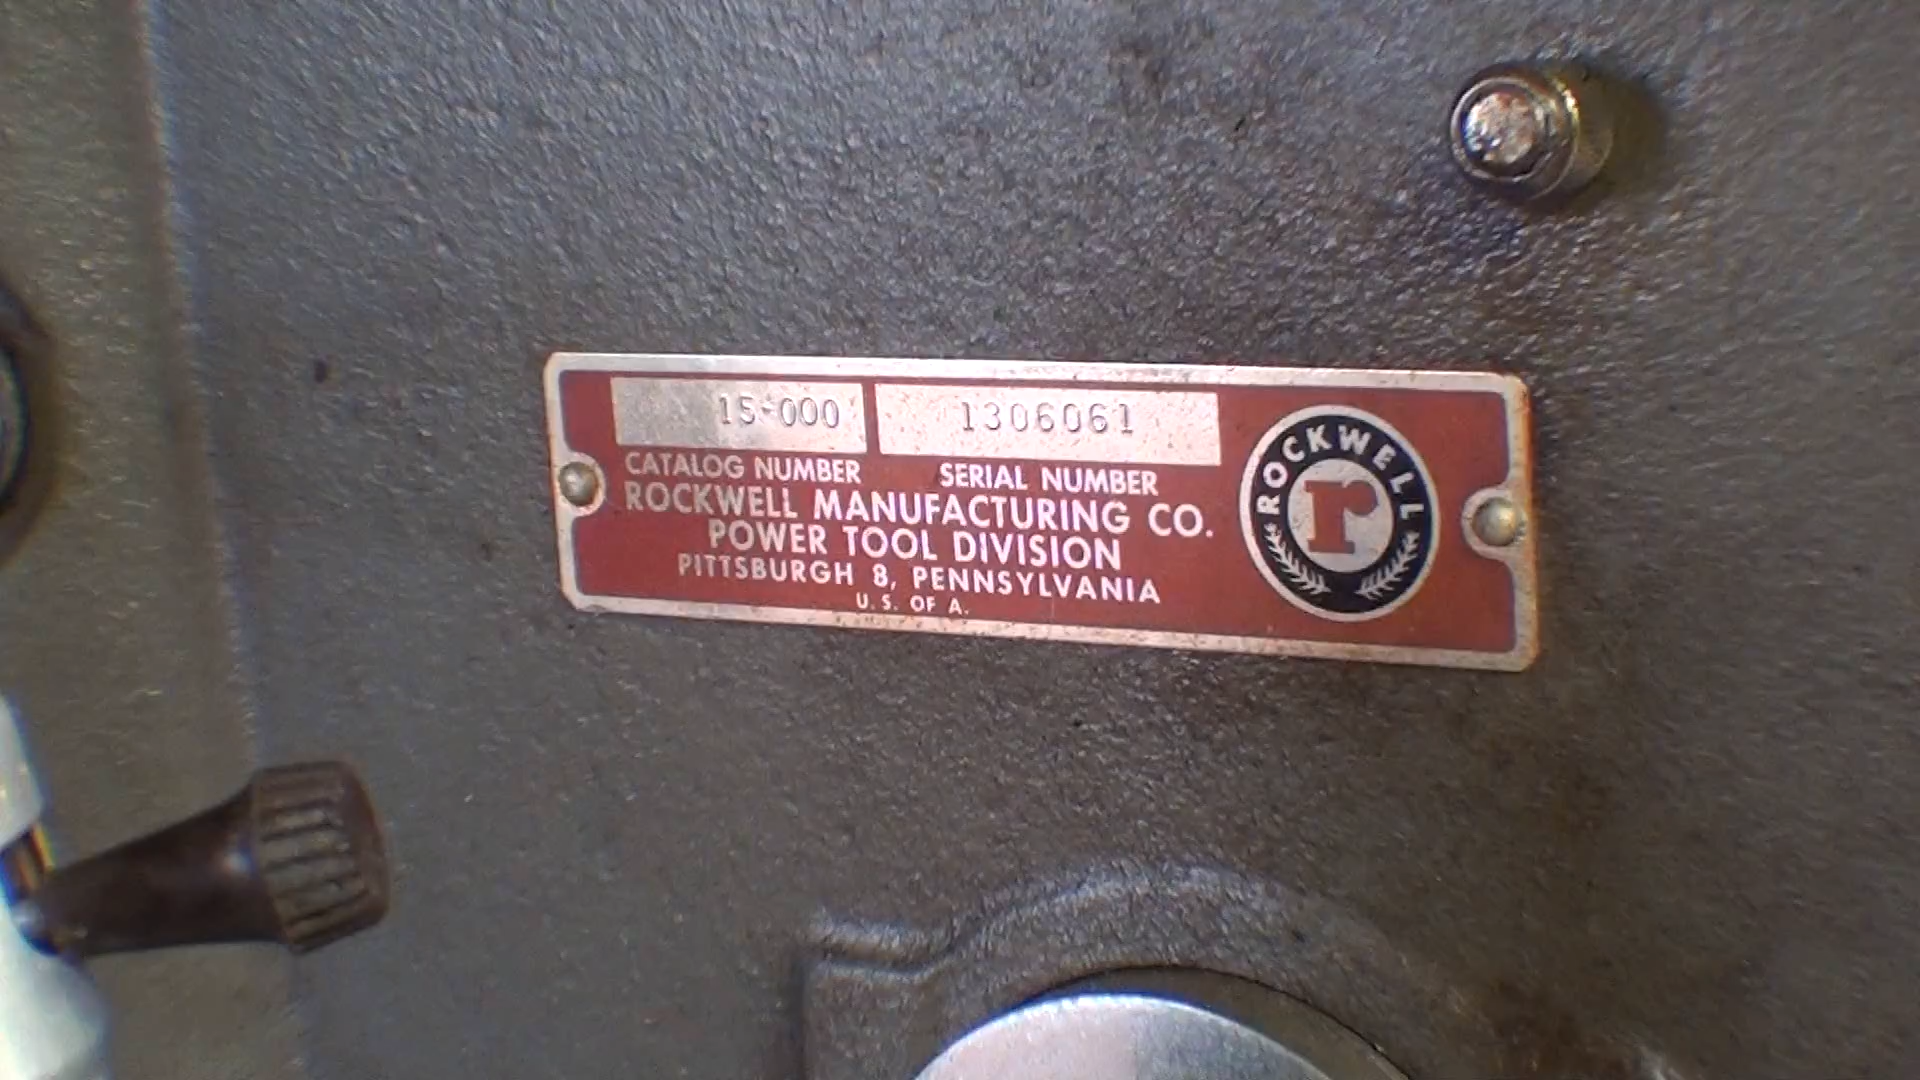 15-000 1306061
CATALOG NUMBER SERIAL NUMBER
ROCKWELL MANUFACTURING CO.
POWER TOOL DIVISION
PITTSBURGH 8, PENNSYLVANIA
U.S. OF A.
ROCKWELL
r